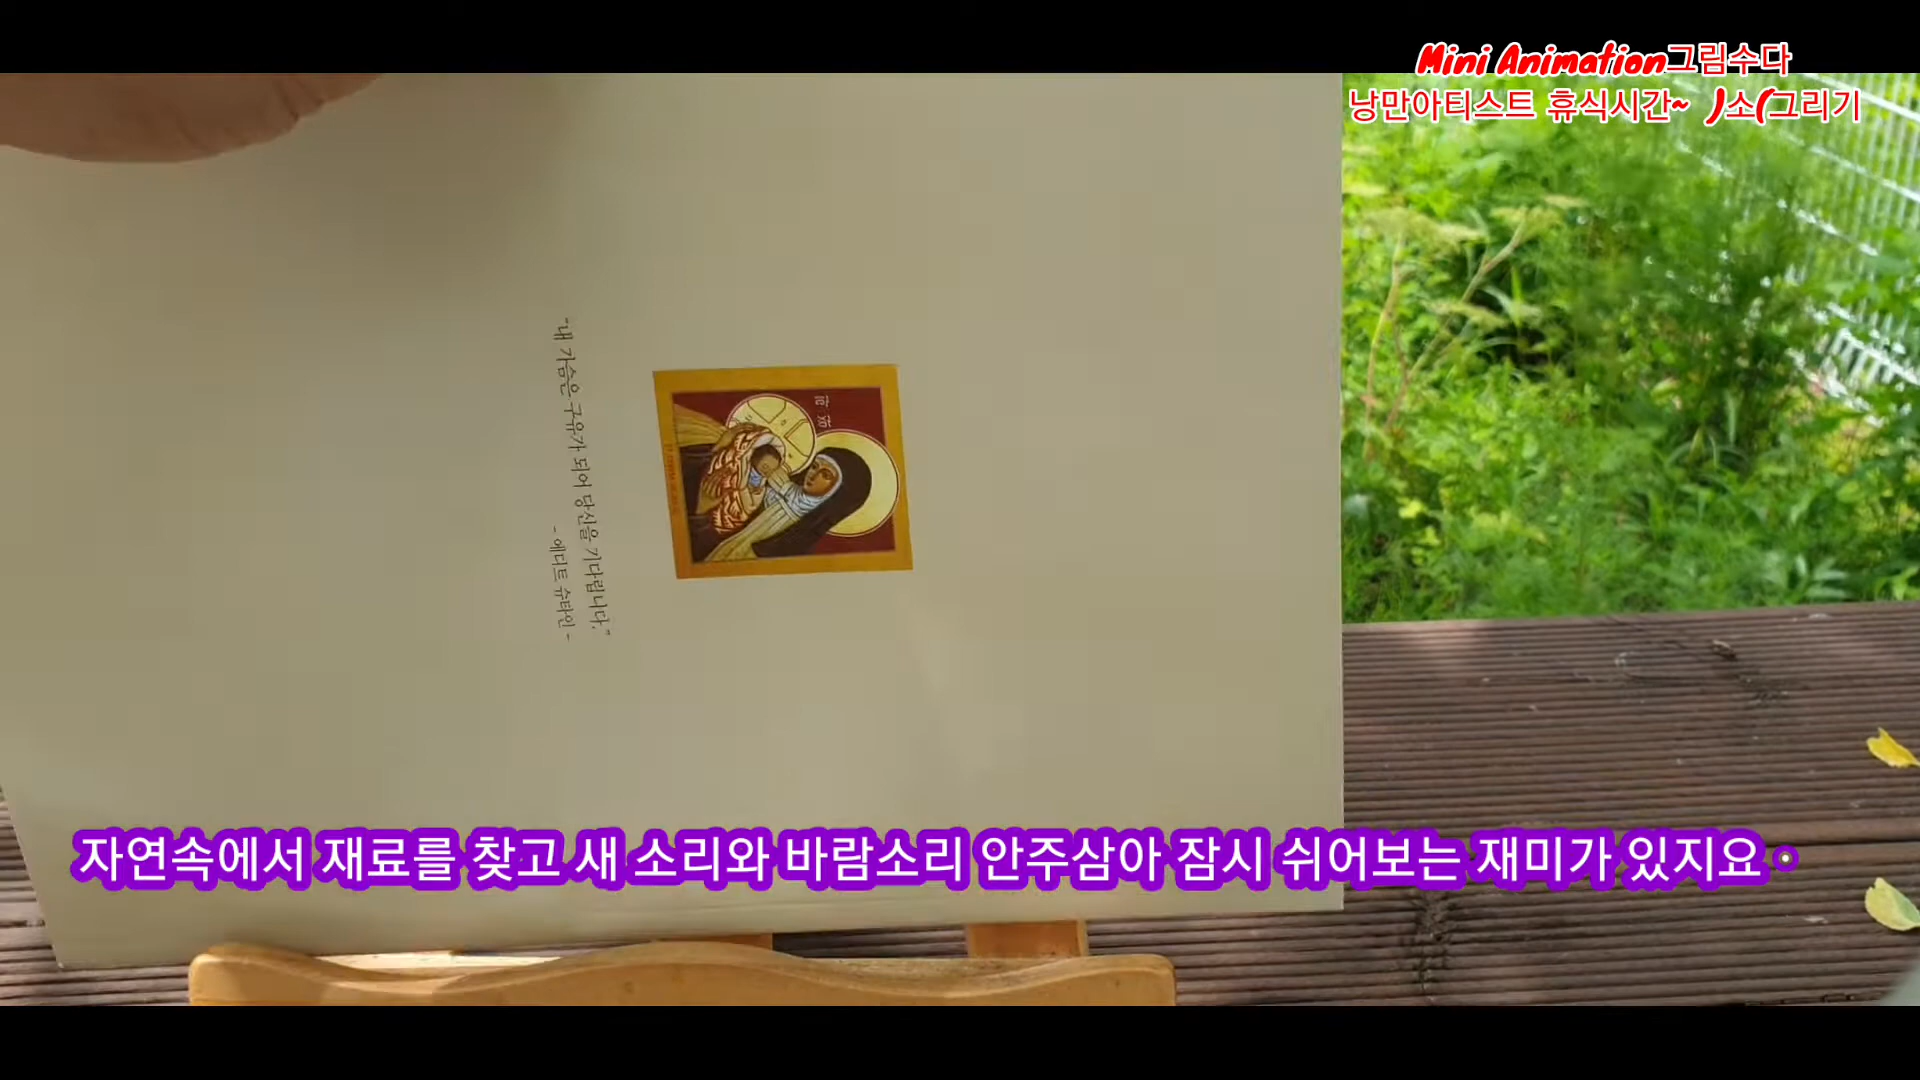 Mini Animation그림수다
낭만아티스트 휴식시간~ )소(그리기
"내 가슴은 구유가 되어 당신을 기다립니다."
- 에디트 슈타인 -
자연속에서 재료를 찾고 새 소리와 바람소리 안주삼아 잠시 쉬어보는 재미가 있지요。